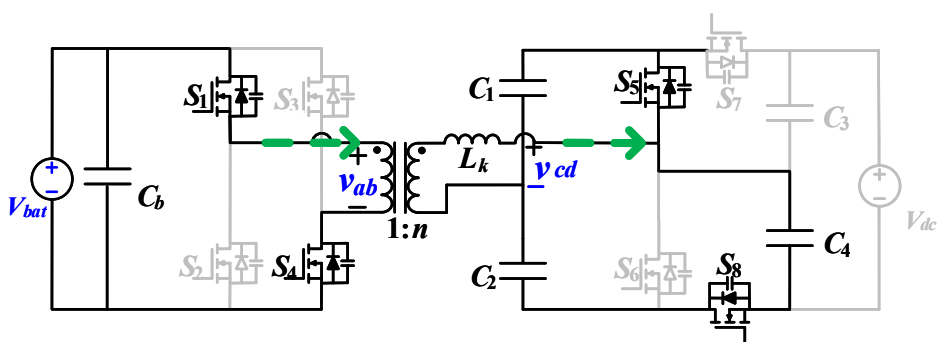 S1
S3
C1
S5
S7
C3
+
Vbat
−
Cb
+
vab
−
Lk
+
vcd
−
+
Vdc
−
1:n
S2
S4
C2
S6
S8
C4